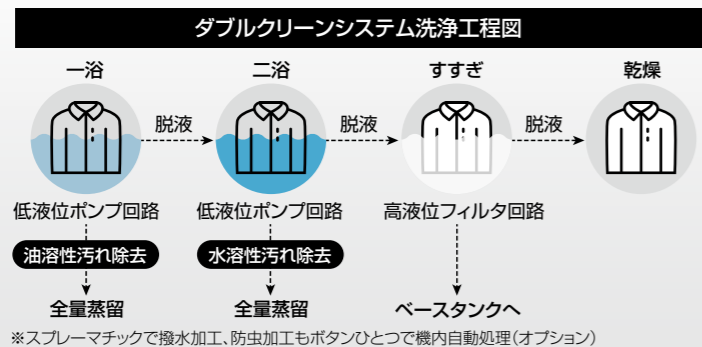 ダブルクリーンシステム洗浄工程図
一浴 二浴 すすぎ 乾燥
脱液 脱液 脱液
低液位ポンプ回路 低液位ポンプ回路 高液位フィルタ回路
油溶性汚れ除去 水溶性汚れ除去
全量蒸留 全量蒸留 ベースタンクへ
※スプレーマチックで撥水加工、防虫加工もボタンひとつで機内自動処理(オプション)